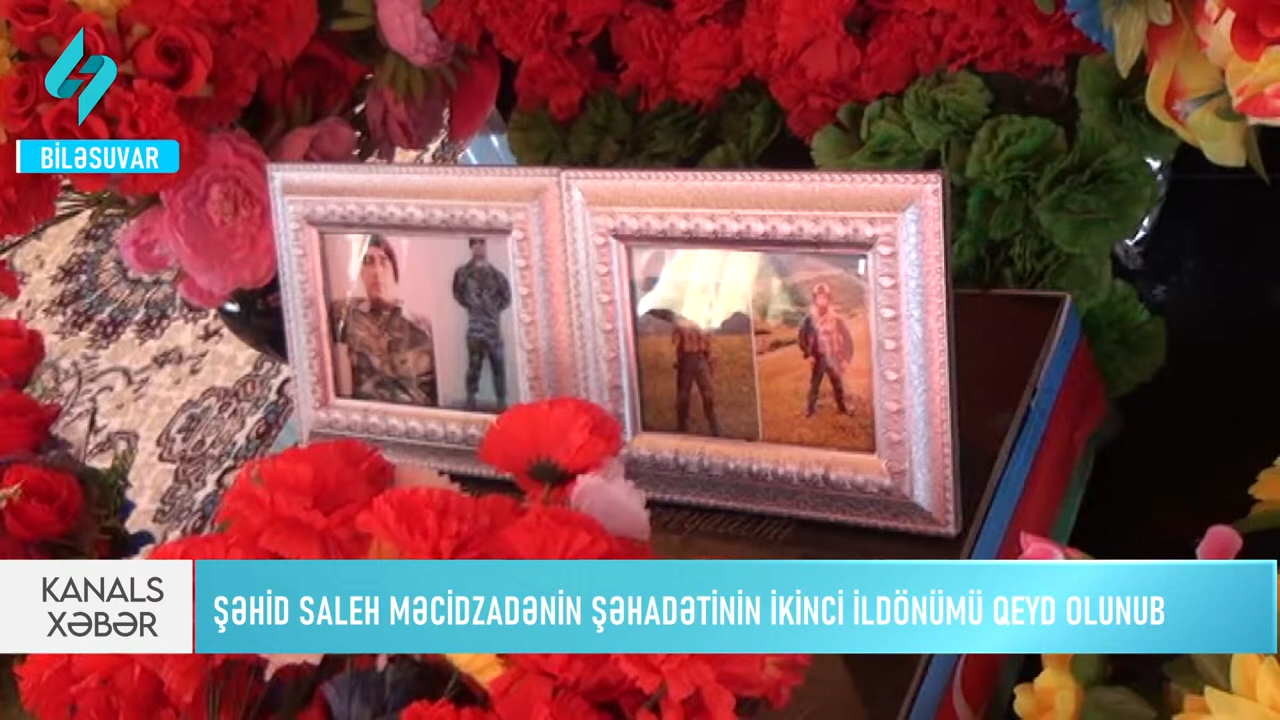 BİLƏSUVAR
KANALS
XƏBƏR
ŞƏHİD SALEH MƏCİDZADƏNİN ŞƏHADƏTİNİN İKİNCİ İLDÖNÜMÜ QEYD OLUNUB